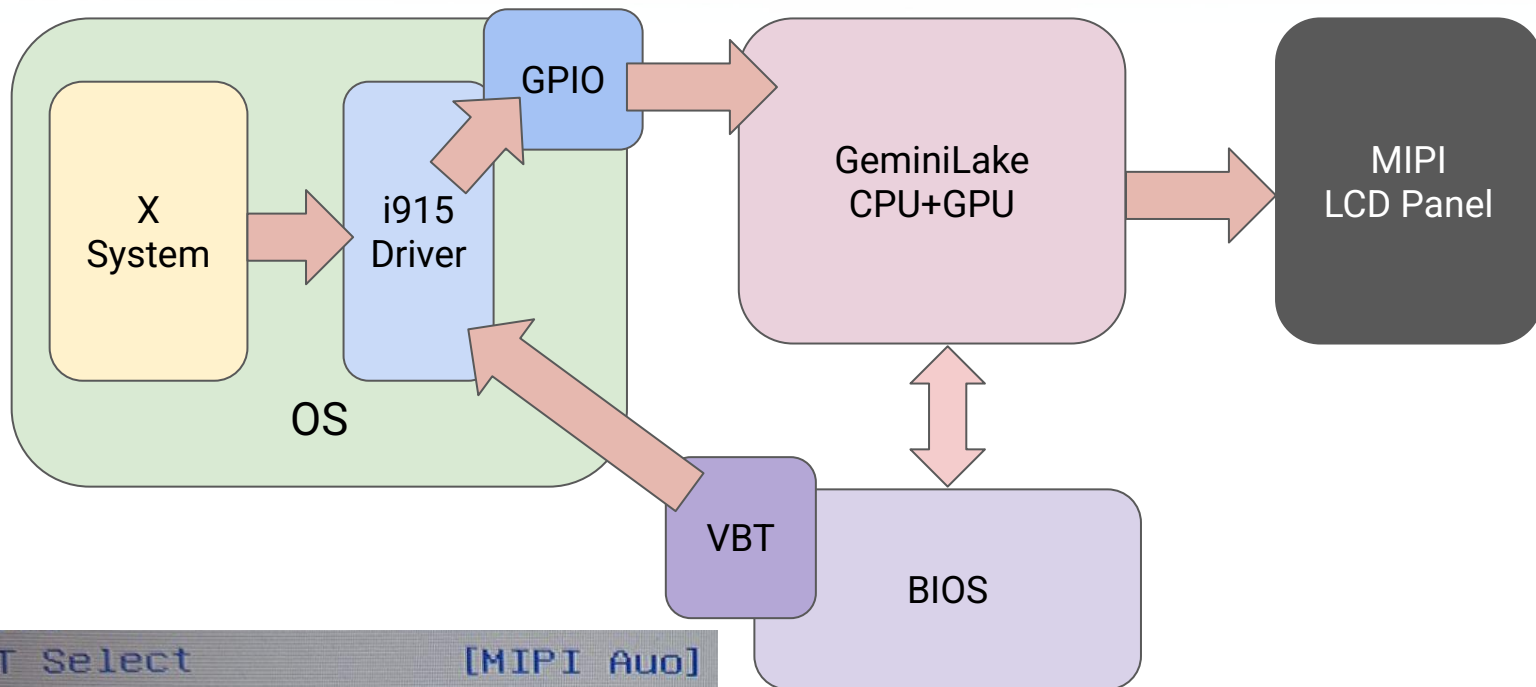 GPIO
X
System
i915
Driver
OS
GeminiLake
CPU+GPU
MIPI
LCD Panel
VBT
BIOS
T Select [MIPI Auo]